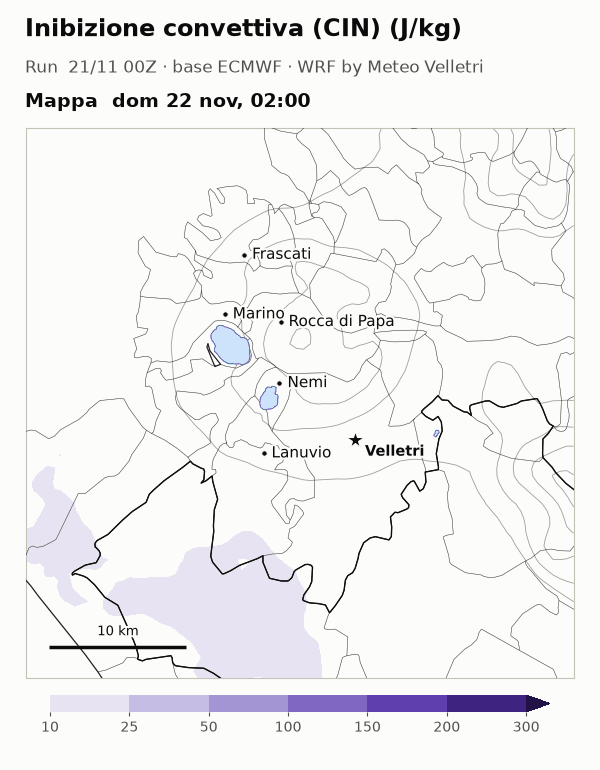 Inibizione convettiva (CIN) (J/kg)
Run  21/11 00Z · base ECMWF · WRF by Meteo Velletri
Mappa  dom 22 nov, 02:00
Frascati
Marino
Rocca di Papa
Nemi
Velletri
Lanuvio
10 km
10 25 50 100 150 200 300